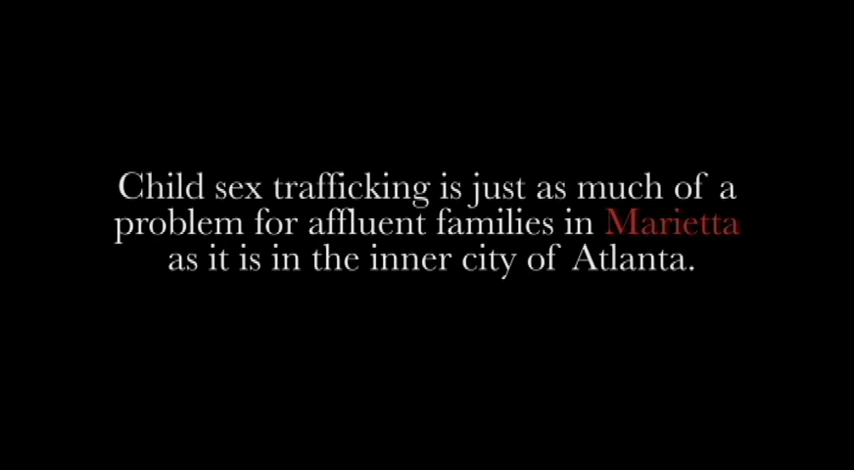 Child sex trafficking is just as much of a
problem for affluent families in Marietta
as it is in the inner city of Atlanta.